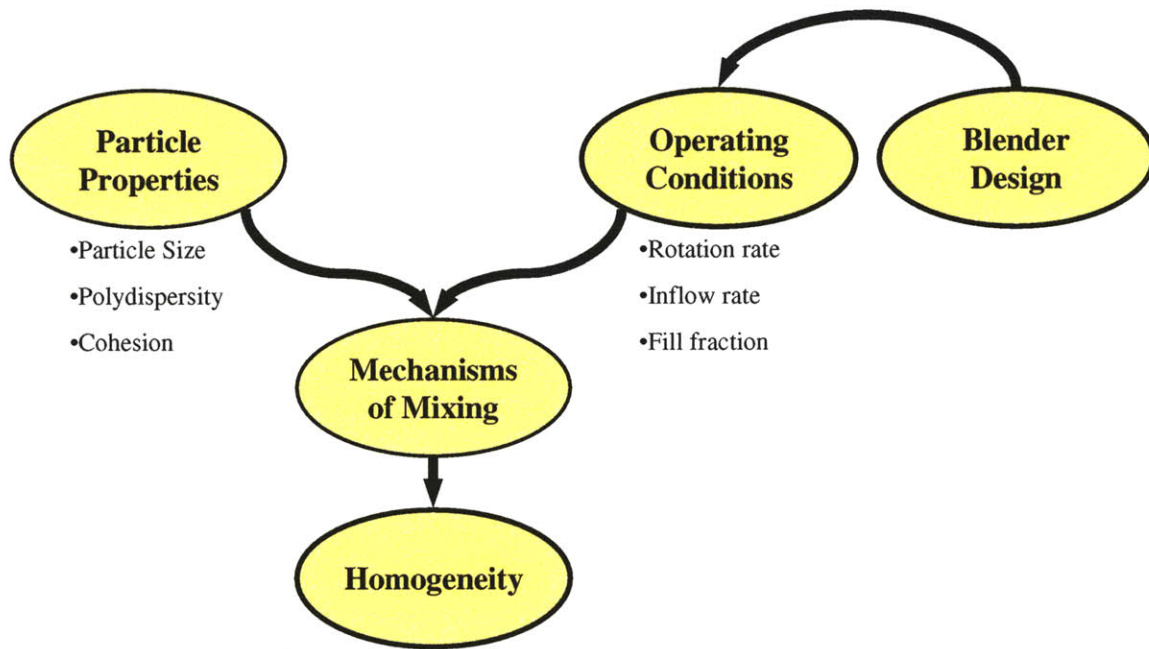 Particle
Properties
Operating
Conditions
Blender
Design
•Particle Size
•Polydispersity
•Cohesion
•Rotation rate
•Inflow rate
•Fill fraction
Mechanisms
of Mixing
Homogeneity